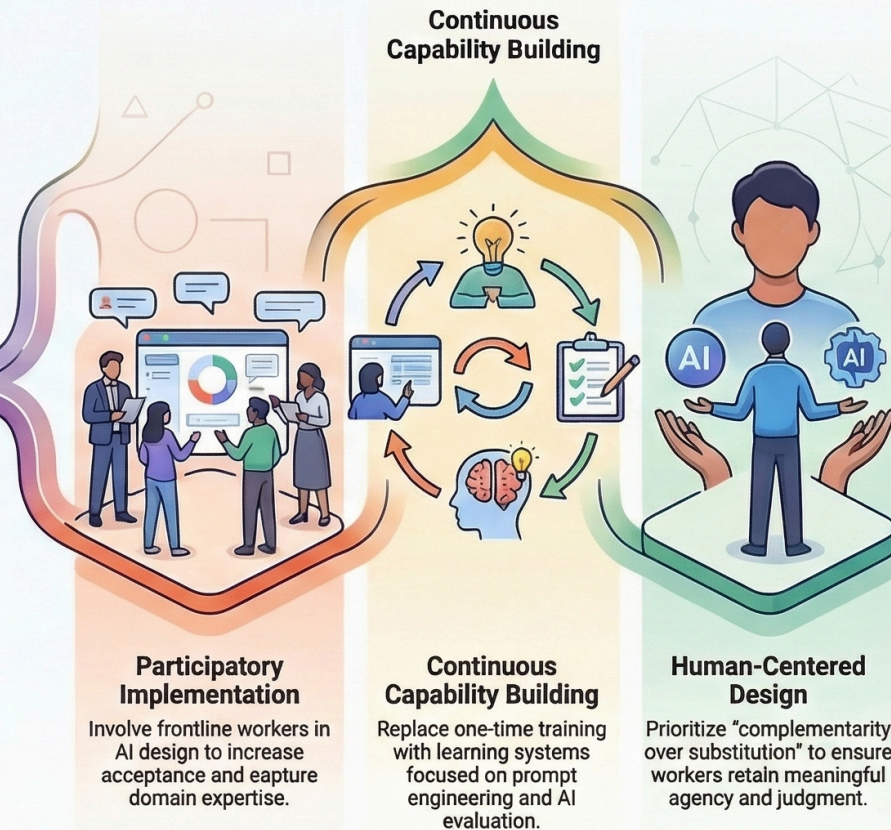 Continuous
Capability Building
AI
AI
Participatory
Implementation
Involve frontline workers in
AI design to increase
acceptance and eapture
domain expertise.
Continuous
Capability Building
Replace one-time training
with learning systems
focused on prompt
engineering and AI
evaluation.
Human-Centered
Design
Prioritize “complementarity
over substitution” to ensure
workers retain meaningful
agency and judgment.